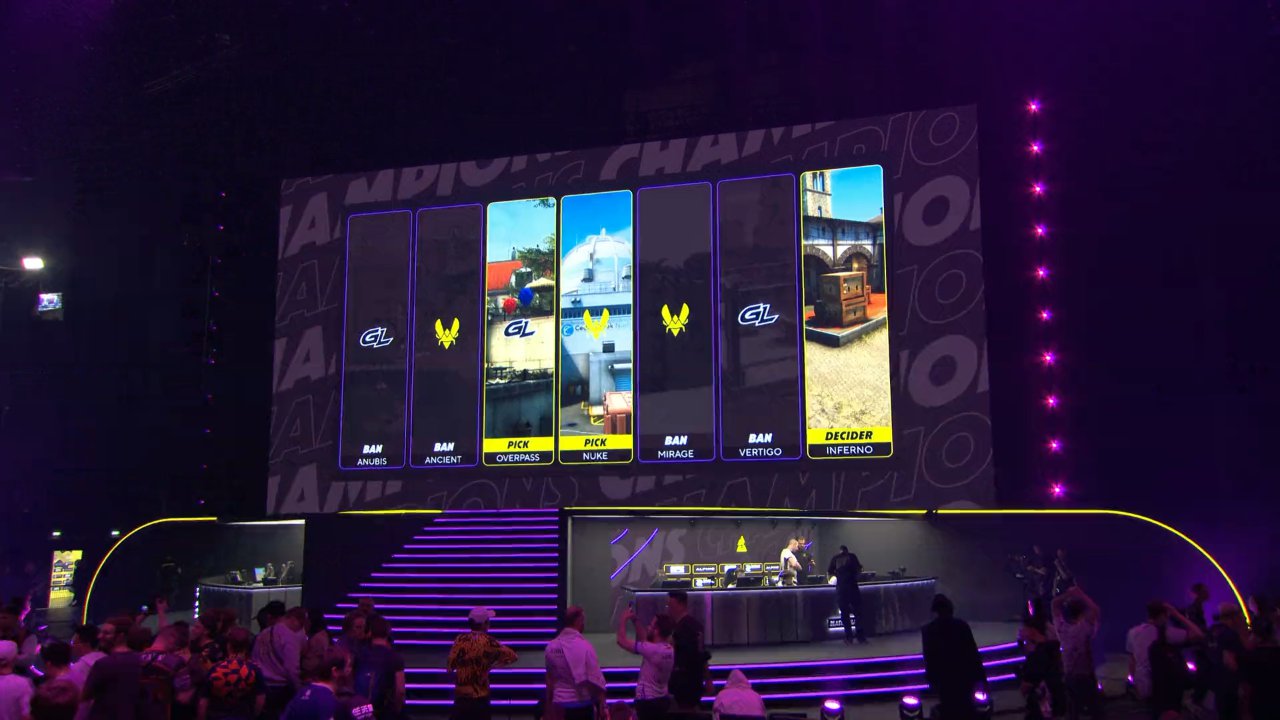 CHAMPIONS
GL
BAN
ANUBIS
BAN
ANCIENT
GL
PICK
OVERPASS
PICK
NUKE
BAN
MIRAGE
GL
BAN
VERTIGO
DECIDER
INFERNO